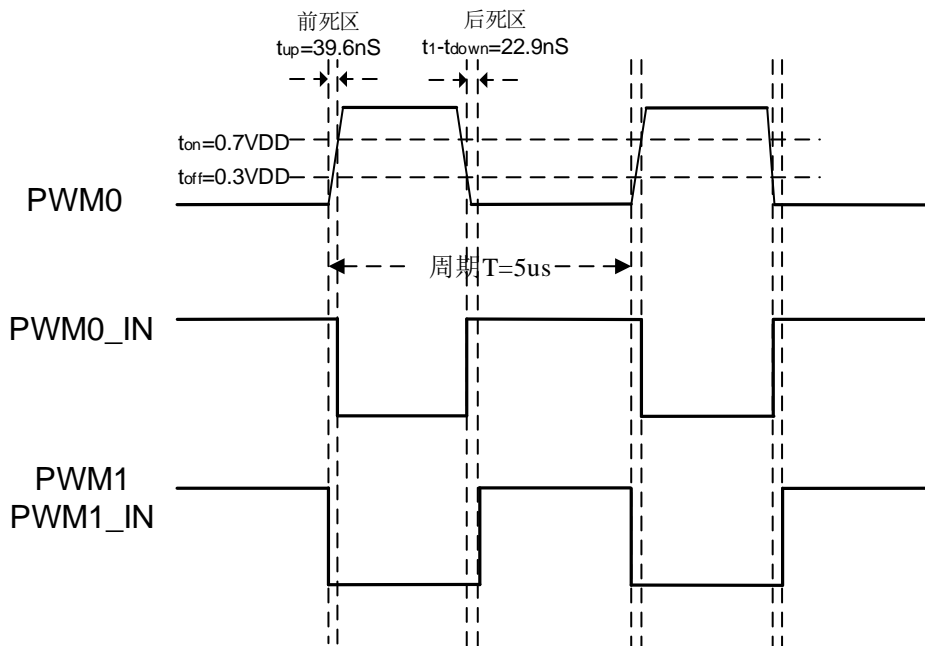 前死区
tup=39.6nS
后死区
t1-tdown=22.9nS
ton=0.7VDD
toff=0.3VDD
PWM0
周期T=5us
PWM0_IN
PWM1
PWM1_IN